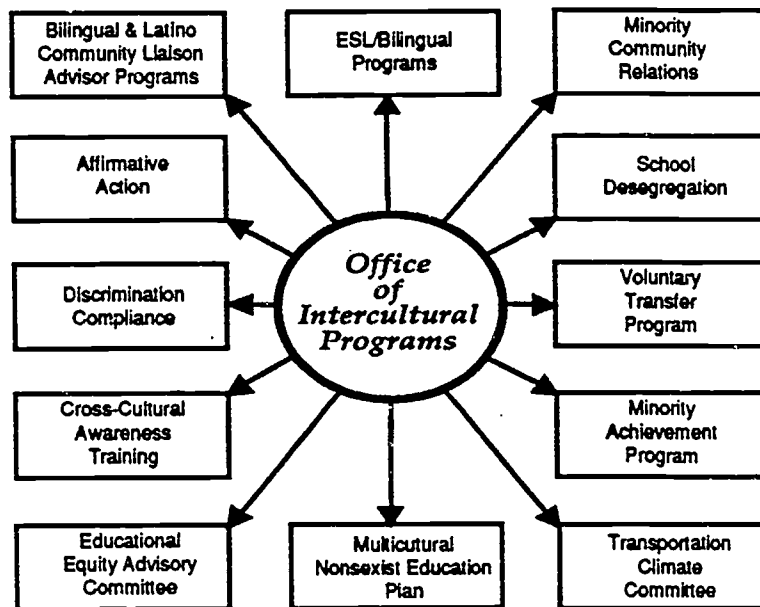 Bilingual & Latino
Community Liaison
Advisor Programs
ESL/Bilingual
Programs
Minority
Community
Relations
Affirmative
Action
School
Desegregation
Office
of
Intercultural
Programs
Discrimination
Compliance
Voluntary
Transfer
Program
Cross-Cultural
Awareness
Training
Minority
Achievement
Program
Educational
Equity Advisory
Committee
Multicutural
Nonsexist Education
Plan
Transportation
Climate
Committee